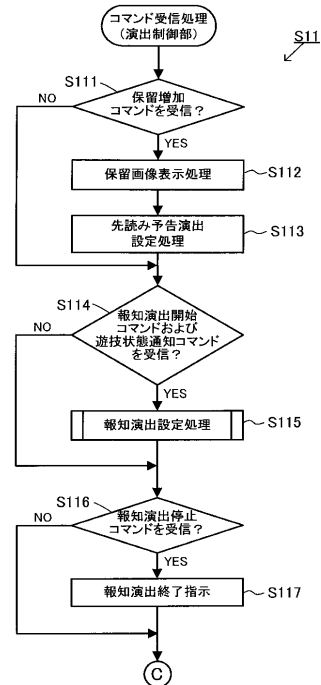 コマンド受信処理
(演出制御部)
S11
S111
保留増加
コマンドを受信？
NO
YES
保留画像表示処理
S112
先読み予告演出
設定処理
S113
S114
報知演出開始
コマンドおよび
遊技状態通知コマンド
を受信？
NO
YES
報知演出設定処理
S115
S116
報知演出停止
コマンドを受信？
NO
YES
報知演出終了指示
S117
C